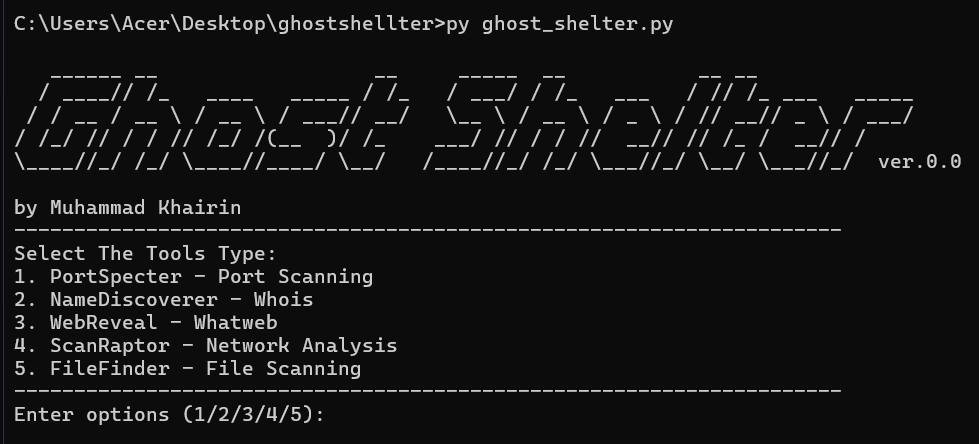 C:\Users\Acer\Desktop\ghostshellter>py ghost_shelter.py
Ghost Shelter ver.0.0
by Muhammad Khairin
Select The Tools Type:
1. PortSpecter - Port Scanning
2. NameDiscoverer - Whois
3. WebReveal - Whatweb
4. ScanRaptor - Network Analysis
5. FileFinder - File Scanning
Enter options (1/2/3/4/5):